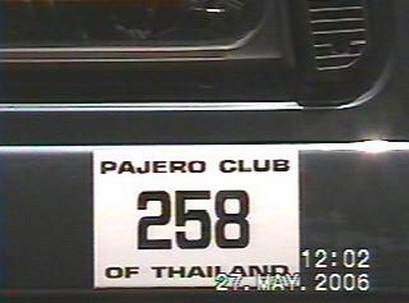 PAJERO CLUB
258
OF THAILAND
12:02
27. MAY. 2006